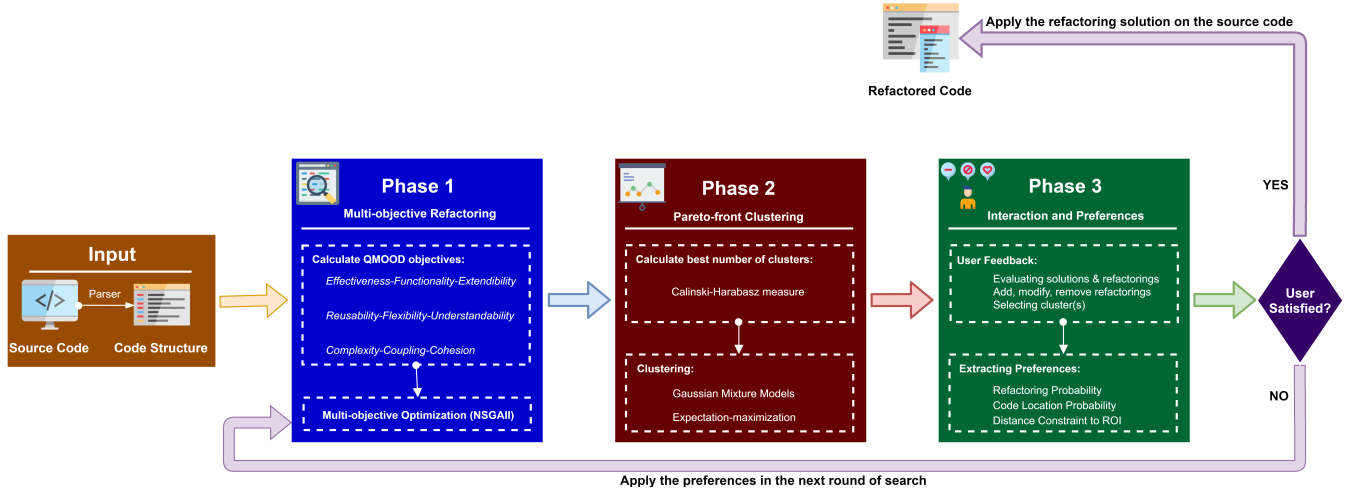 Apply the refactoring solution on the source code
Refactored Code
Input
Parser
Source Code
Code Structure
Phase 1
Multi-objective Refactoring
Calculate QMOOD objectives:
Effectiveness-Functionality-Extendibility
Reusability-Flexibility-Understandability
Complexity-Coupling-Cohesion
Multi-objective Optimization (NSGAII)
Phase 2
Pareto-front Clustering
Calculate best number of clusters:
Calinski-Harabasz measure
Clustering:
Gaussian Mixture Models
Expectation-maximization
Phase 3
Interaction and Preferences
User Feedback:
Evaluating solutions & refactorings
Add, modify, remove refactorings
Selecting cluster(s)
Extracting Preferences:
Refactoring Probability
Code Location Probability
Distance Constraint to ROI
User
Satisfied?
YES
NO
Apply the preferences in the next round of search